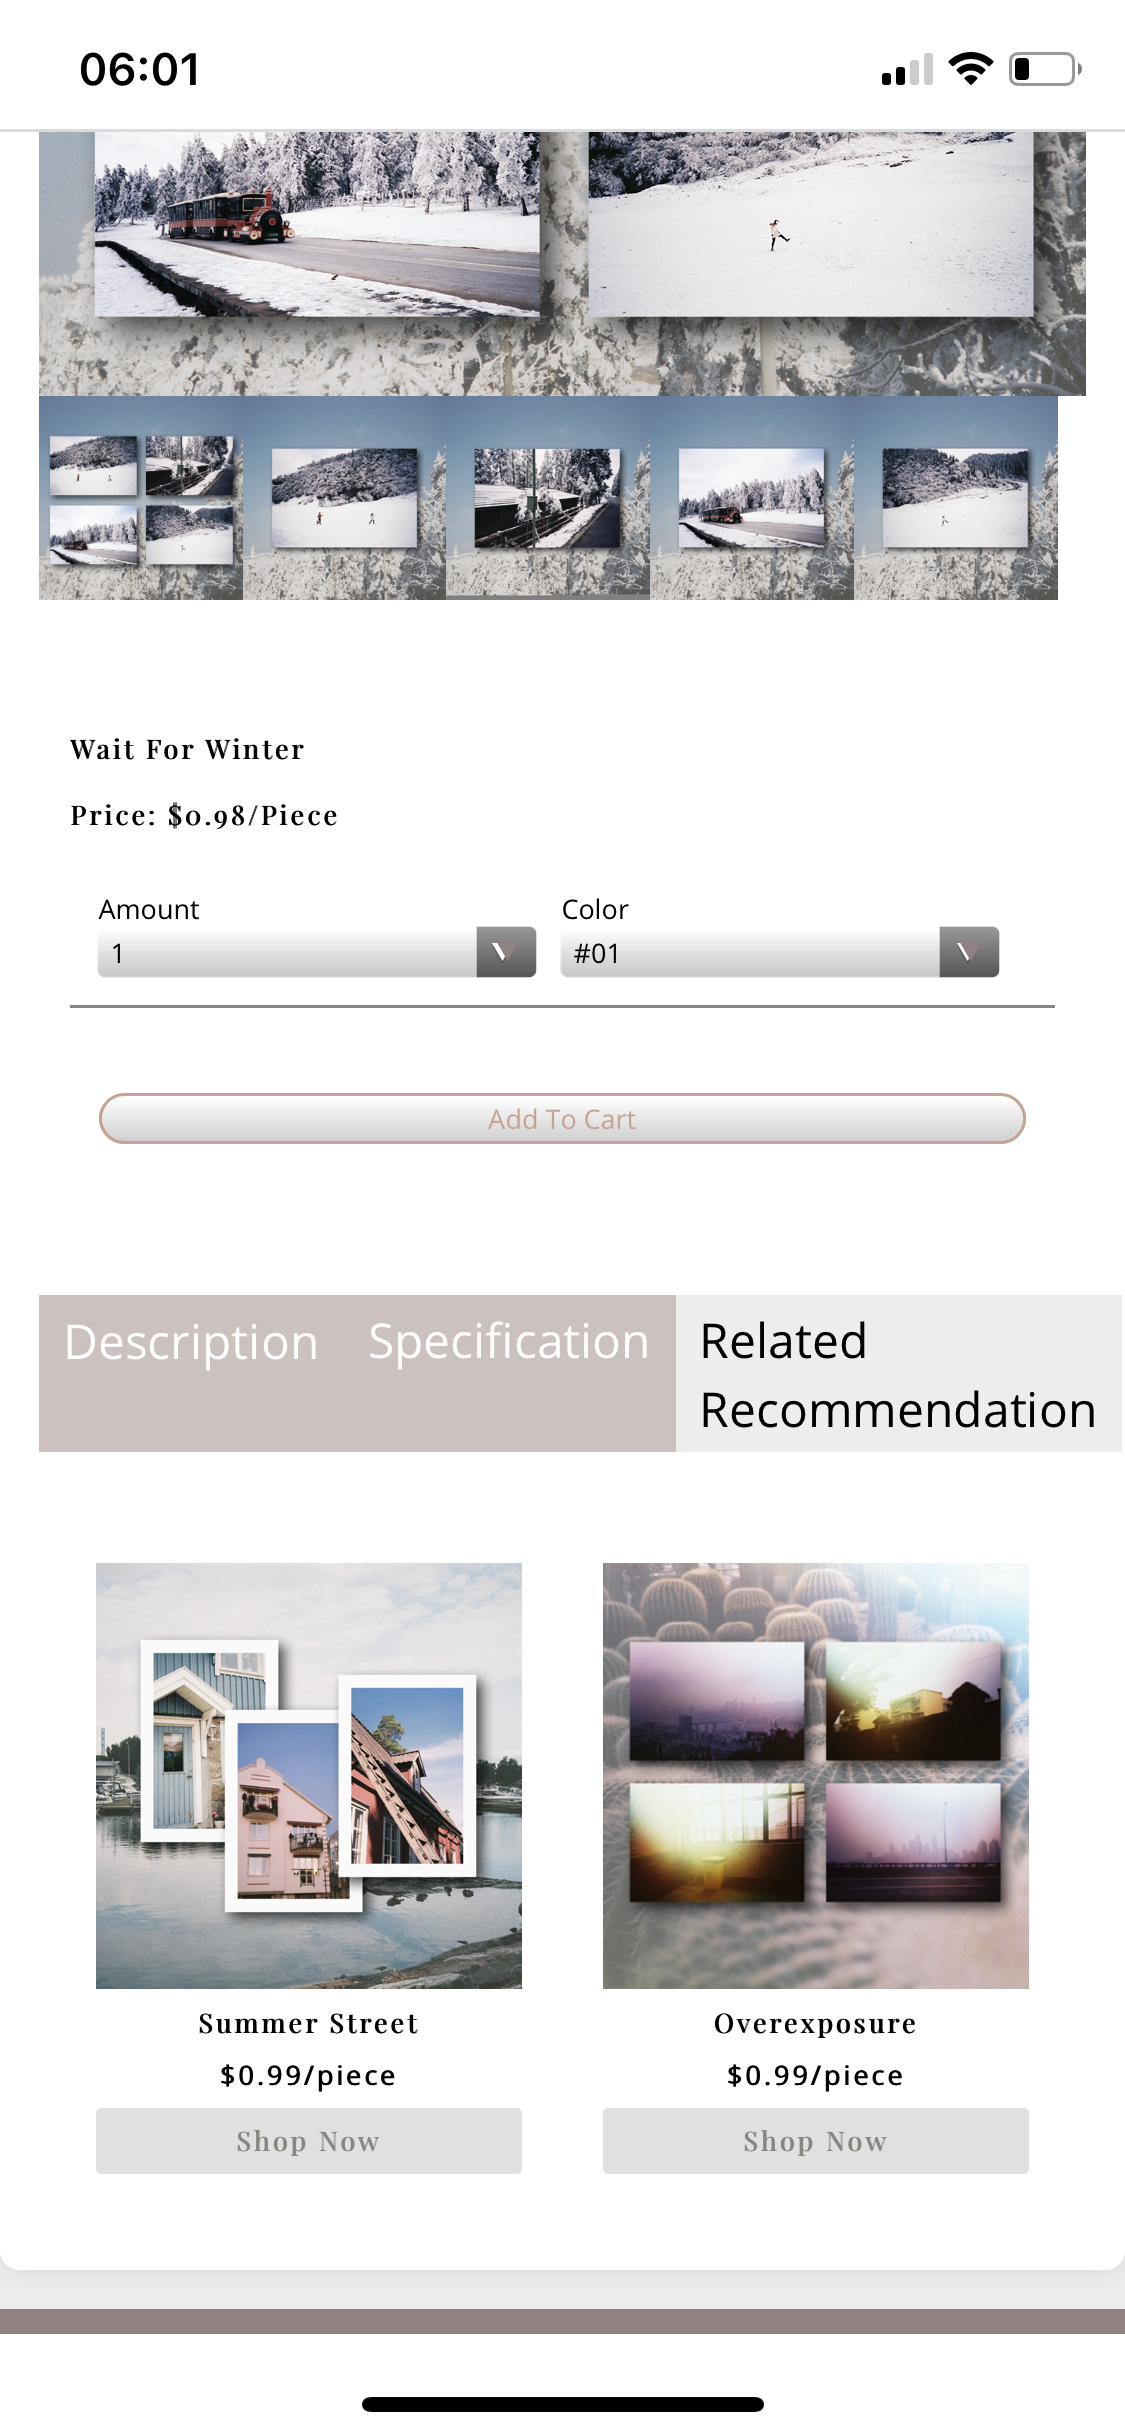 06:01
Wait For Winter
Price: $0.98/Piece
Amount
Color
1
#01
Add To Cart
Description
Specification
Related
Recommendation
Summer Street
Overexposure
$0.99/piece
$0.99/piece
Shop Now
Shop Now